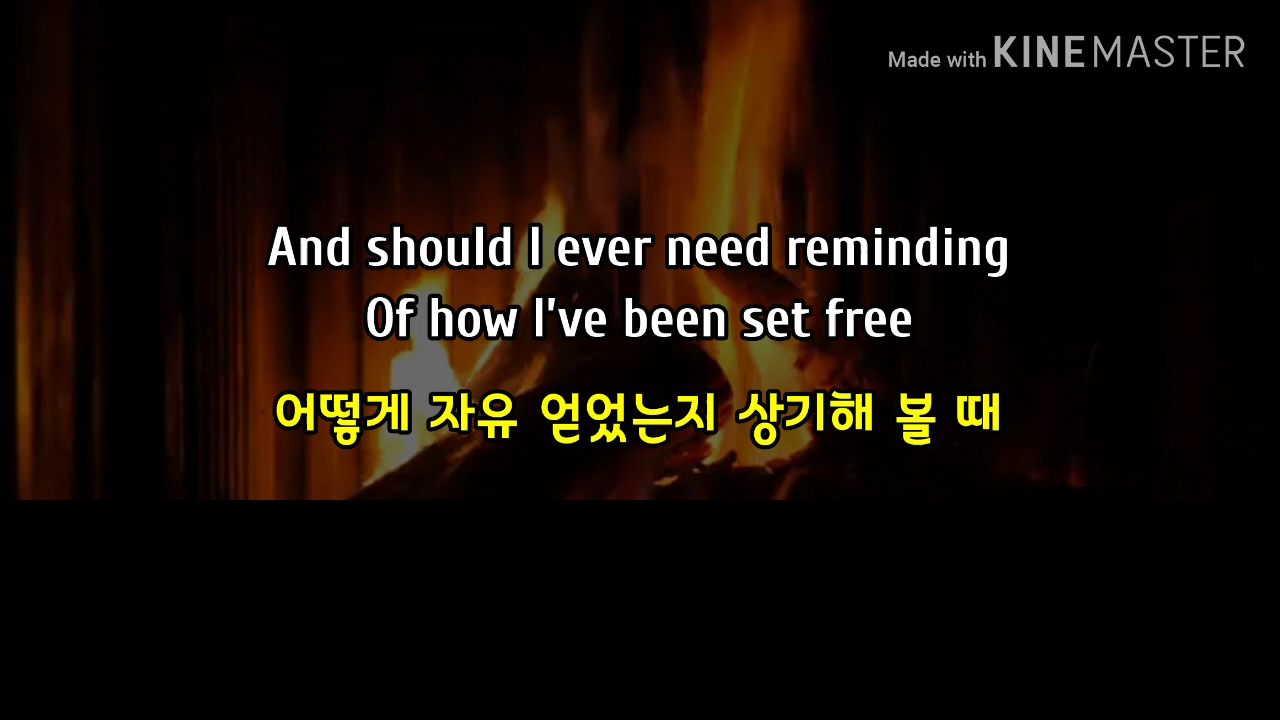 Made with KINEMASTER
And should I ever need reminding
Of how I've been set free
어떻게 자유 얻었는지 상기해 볼 때